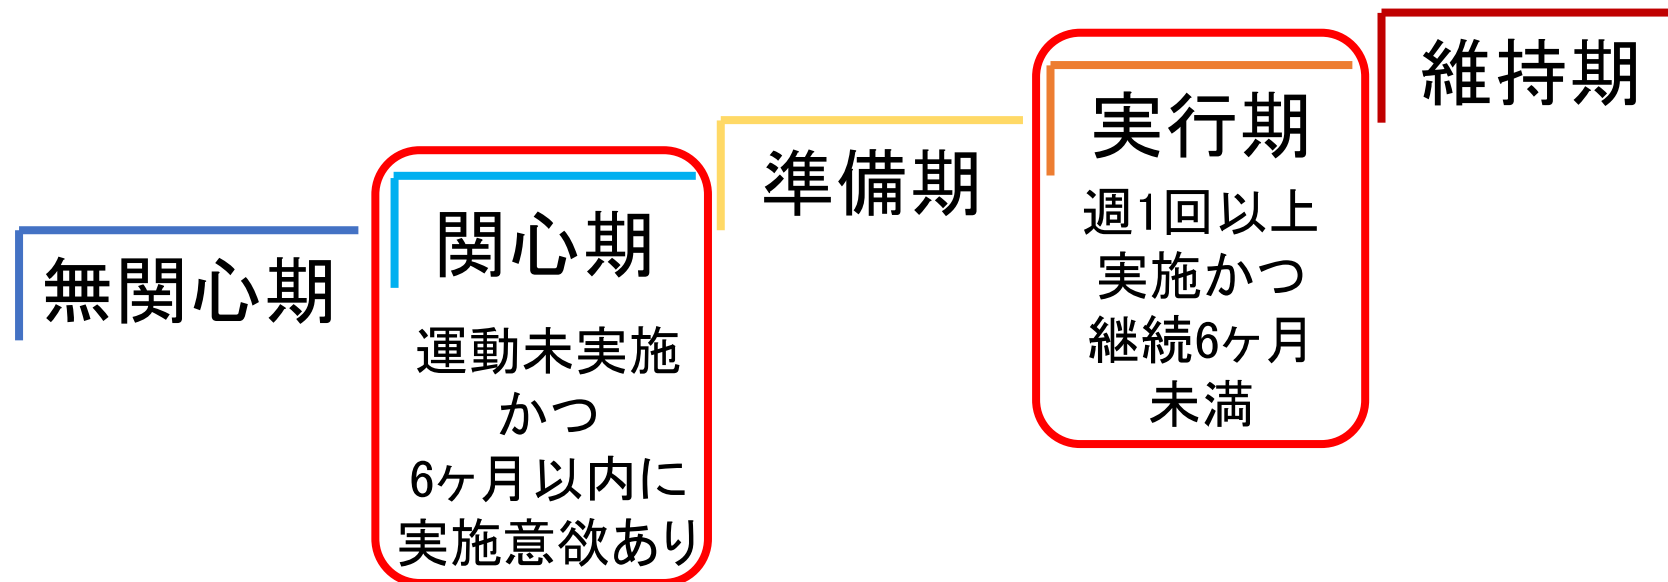 無関心期
関心期
運動未実施
かつ
6ヶ月以内に
実施意欲あり
準備期
実行期
週1回以上
実施かつ
継続6ヶ月
未満
維持期